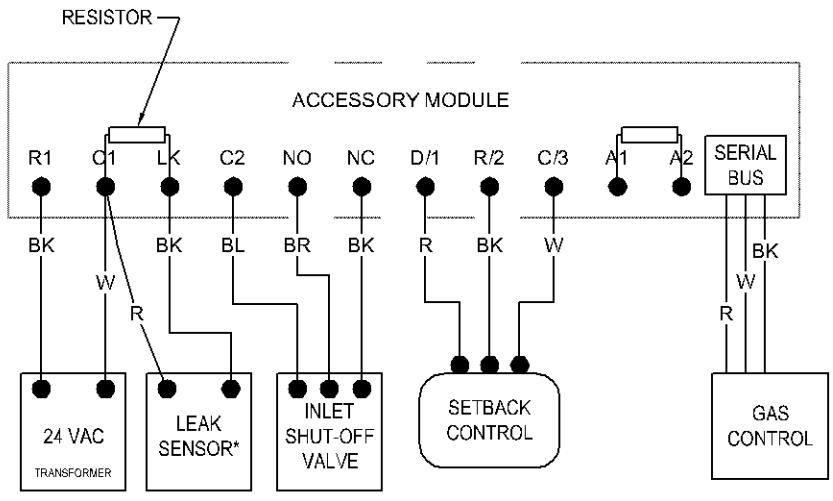 RESISTOR
ACCESSORY MODULE
R1 C1 LK C2 NO NC D/1 R/2 C/3 A1 A2
SERIAL
BUS
BK BK BL BR BK R BK W BK
W W
R R
24 VAC
TRANSFORMER
LEAK
SENSOR*
INLET
SHUT-OFF
VALVE
SETBACK
CONTROL
GAS
CONTROL